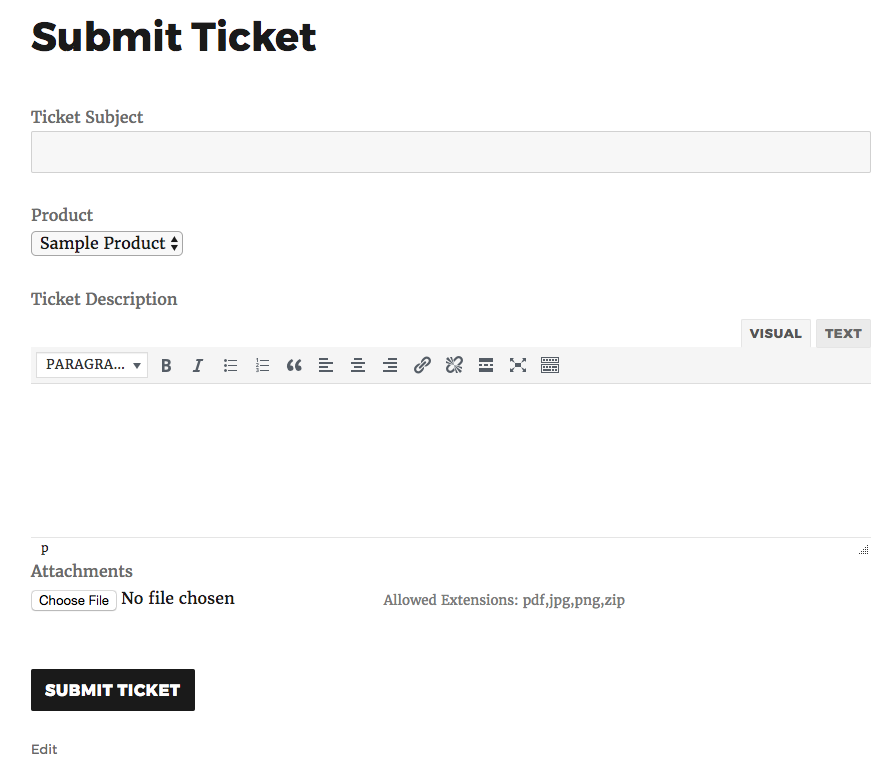 Submit Ticket
Ticket Subject
Product
Sample Product
Ticket Description
VISUAL TEXT
PARAGRA... B I
p
Attachments
Choose File No file chosen Allowed Extensions: pdf,jpg,png,zip
SUBMIT TICKET
Edit